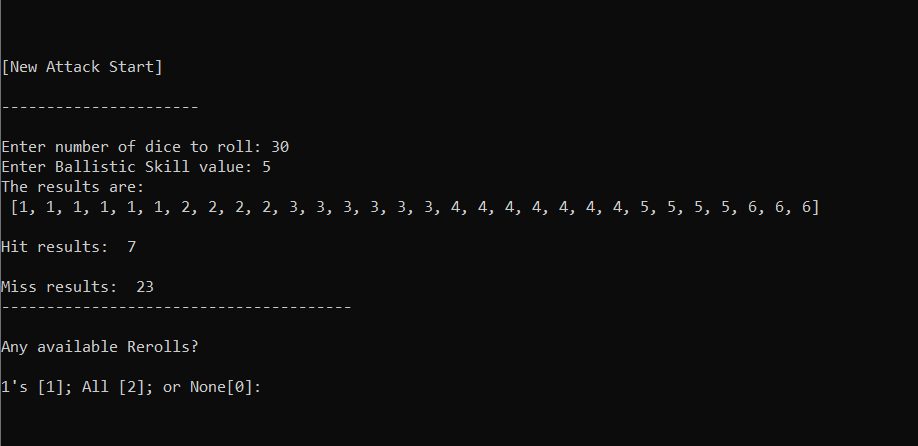 [New Attack Start]
----------------------
Enter number of dice to roll: 30
Enter Ballistic Skill value: 5
The results are:
[1, 1, 1, 1, 1, 1, 2, 2, 2, 2, 3, 3, 3, 3, 3, 3, 4, 4, 4, 4, 4, 4, 4, 5, 5, 5, 5, 6, 6, 6]
Hit results:  7
Miss results:  23
---------------------------------------
Any available Rerolls?
1's [1]; All [2]; or None[0]: